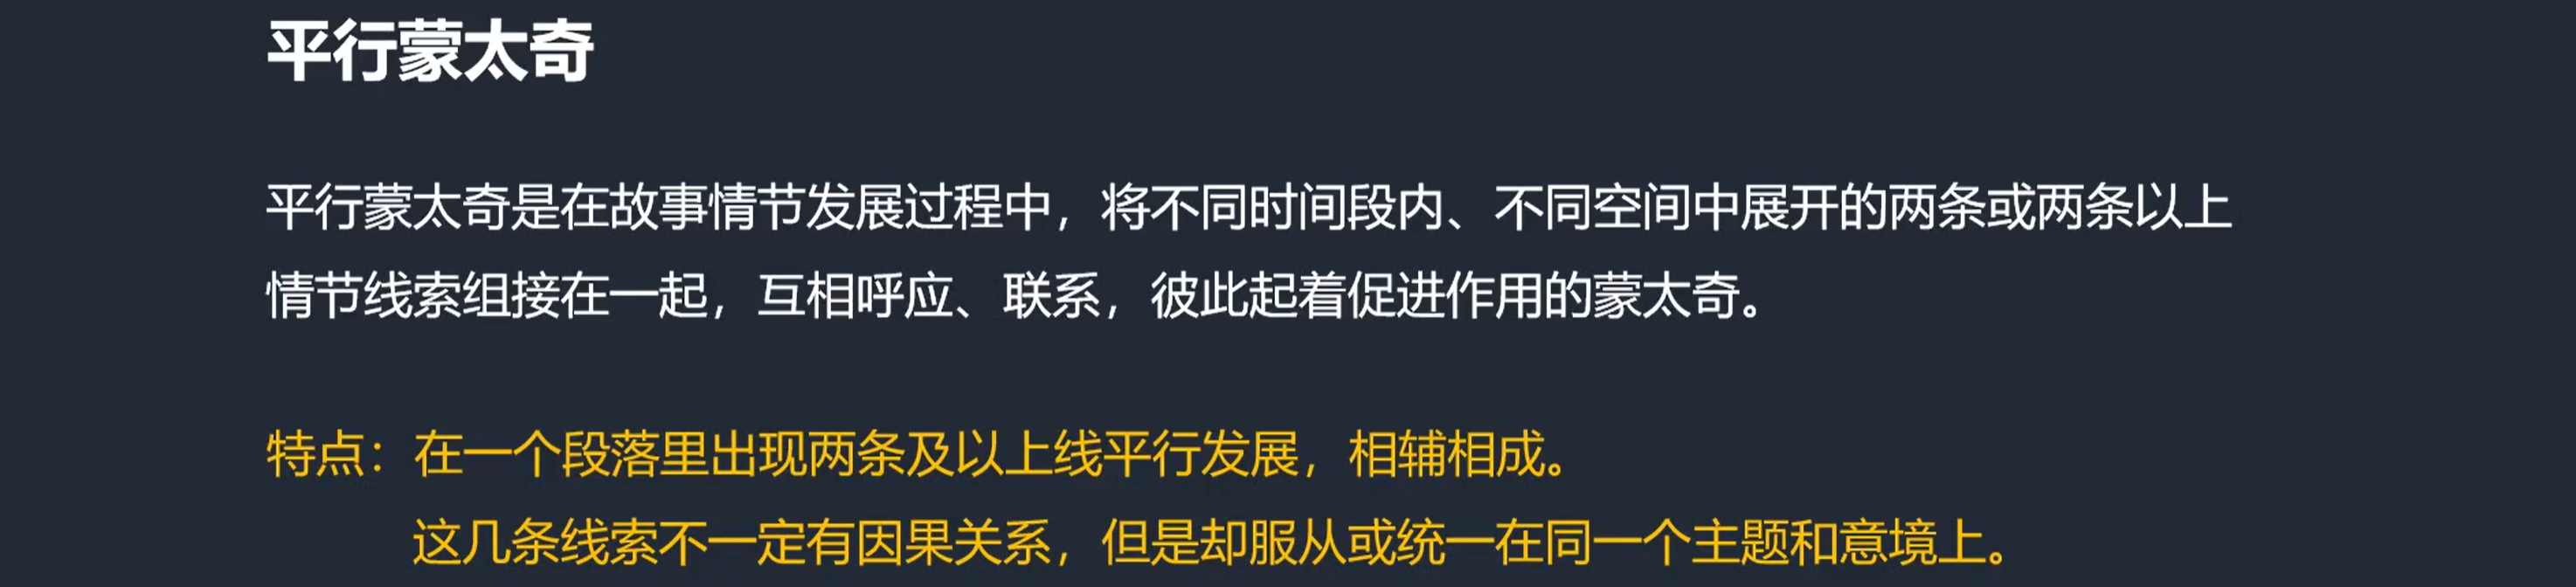 平行蒙太奇
平行蒙太奇是在故事情节发展过程中，将不同时间段内、不同空间中展开的两条或两条以上
情节线索组接在一起，互相呼应、联系，彼此起着促进作用的蒙太奇。
特点：在一个段落里出现两条及以上线平行发展，相辅相成。
这几条线索不一定有因果关系，但是却服从或统一在同一个主题和意境上。